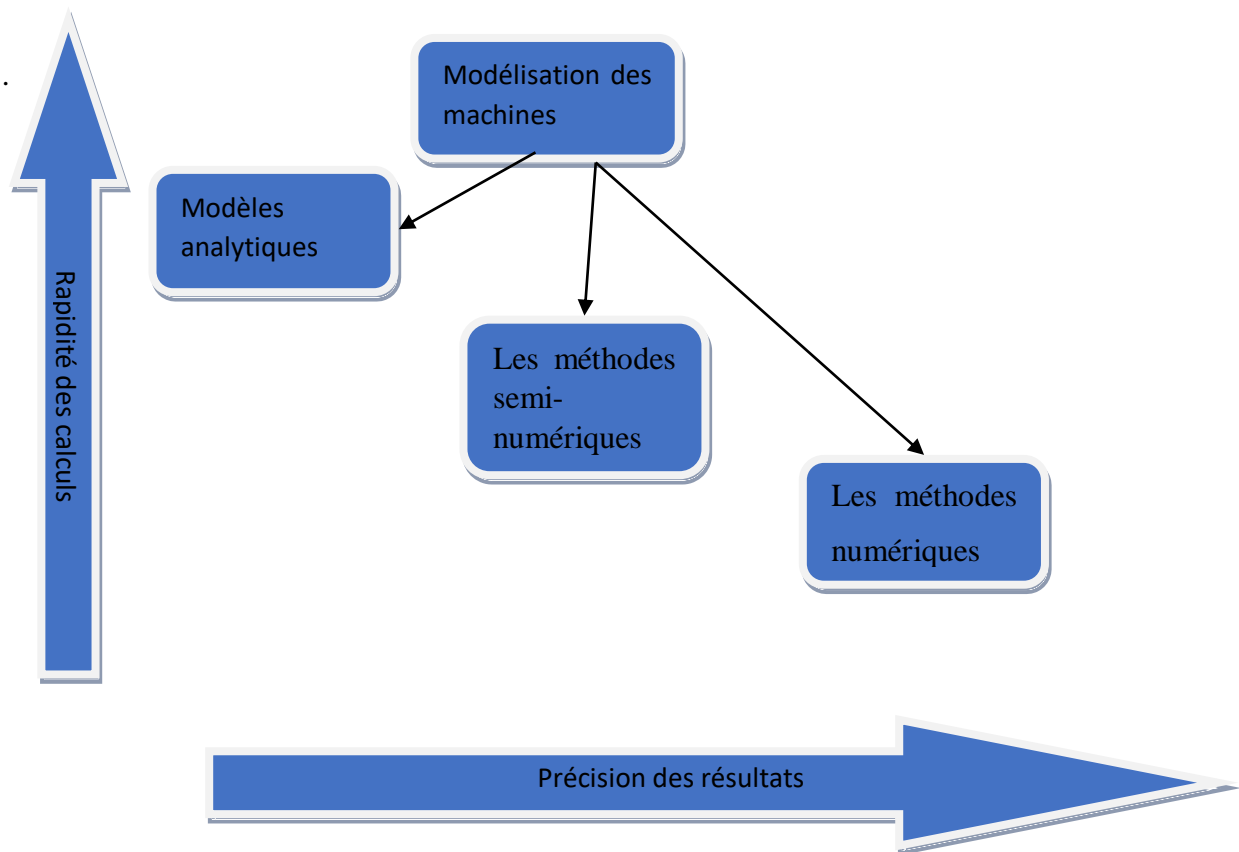 .
Modélisation des
machines
Modèles
analytiques
Rapidité des calculs
Les méthodes
semi-
numériques
Les méthodes
numériques
Précision des résultats